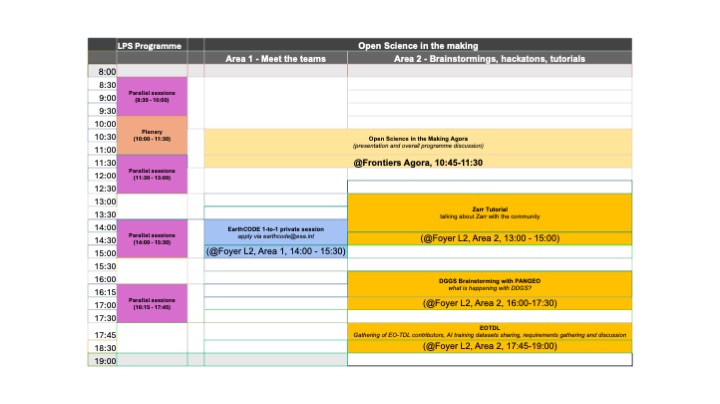 LPS Programme
Open Science in the making
Area 1 - Meet the teams
Area 2 - Brainstormings, hackatons, tutorials
8:00
8:30
9:00
9:30
Parallel sessions
(8:30 - 10:00)
10:00
10:30
11:00
Plenary
(10:00 - 11:30)
Open Science in the Making Agora
(presentation and overall programme discussion)
@Frontiers Agora, 10:45-11:30
11:30
12:00
12:30
Parallel sessions
(11:30 - 13:00)
13:00
13:30
Zarr Tutorial
talking about Zarr with the community
(@Foyer L2, Area 2, 13:00 - 15:00)
14:00
14:30
15:00
Parallel sessions
(14:00 - 15:30)
EarthCODE 1-to-1 private session
apply via earthcode@esa.int
(@Foyer L2, Area 1, 14:00 - 15:30)
15:30
16:00
16:15
17:00
17:30
Parallel sessions
(16:15 - 17:45)
DGGS Brainstorming with PANGEO
what is happening with DDGS?
(@Foyer L2, Area 2, 16:00-17:30)
17:45
18:30
EOTDL
Gathering of EO-TDL contributors, AI training datasets sharing, requirements gathering and discussion
(@Foyer L2, Area 2, 17:45-19:00)
19:00